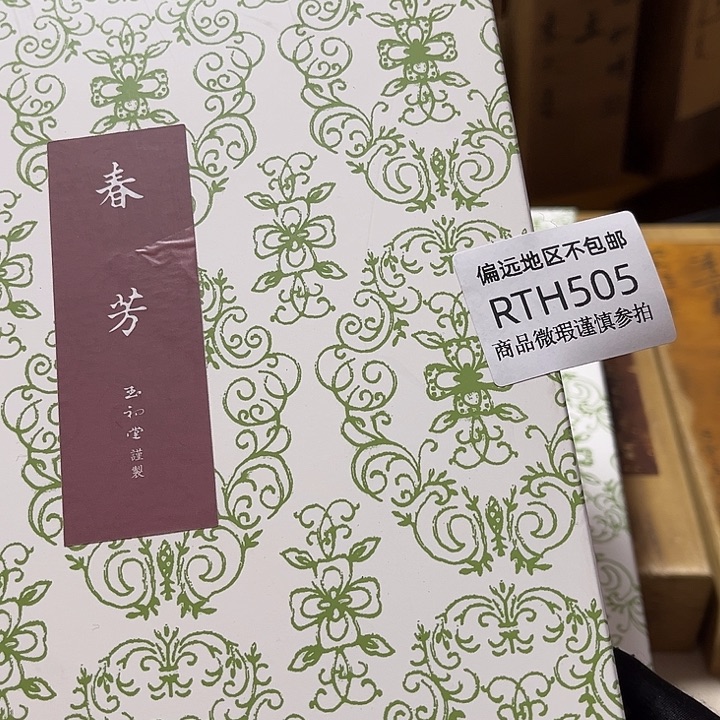 春芳
玉初堂謹製
偏远地区不包邮
RTH505
商品微瑕谨慎参拍